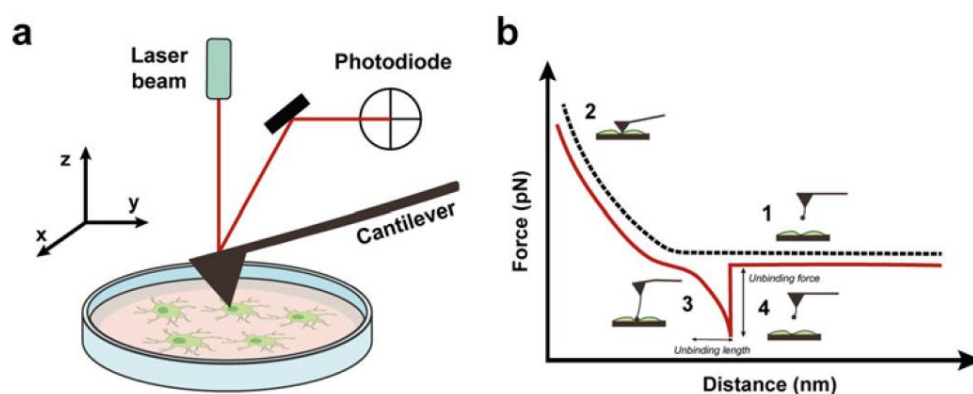 a
Laser
beam
Photodiode
z
y
x
Cantilever
b
Force (pN)
2
1
Unbinding force
3
4
Unbinding length
Distance (nm)